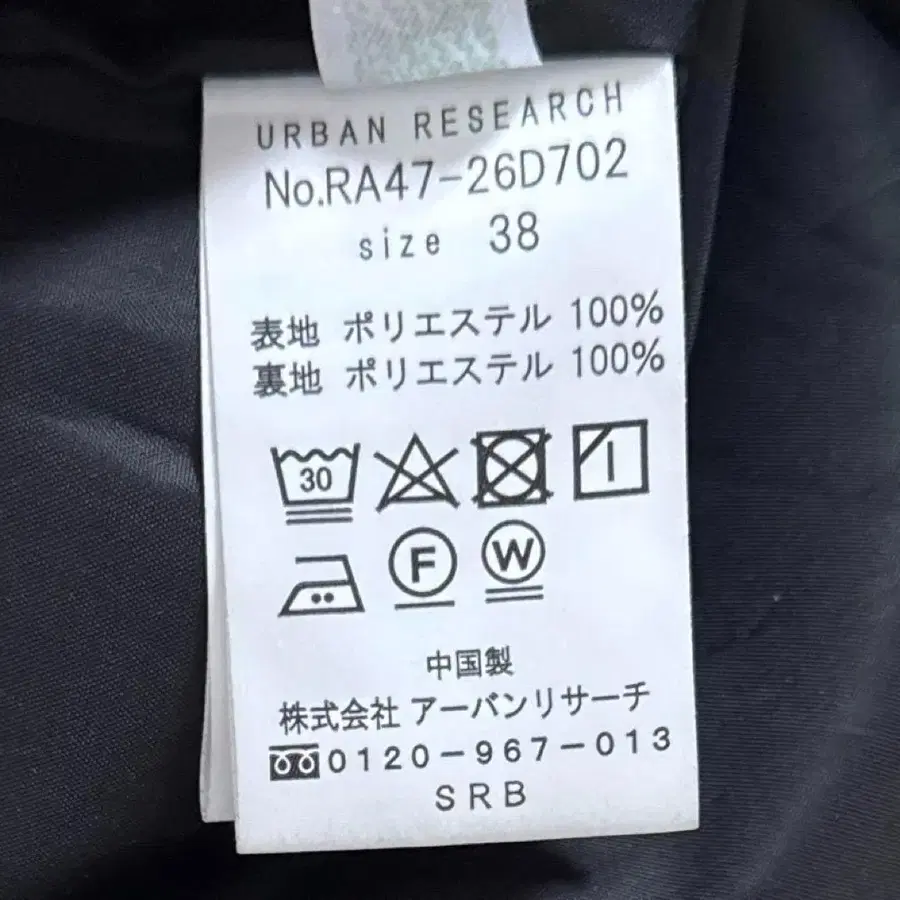 URBAN RESEARCH
No.RA47-26D702
size 38
表地 ポリエステル 100%
裏地 ポリエステル 100%
30
F W
中国製
株式会社 アーバンリサーチ
0120-967-013
SRB